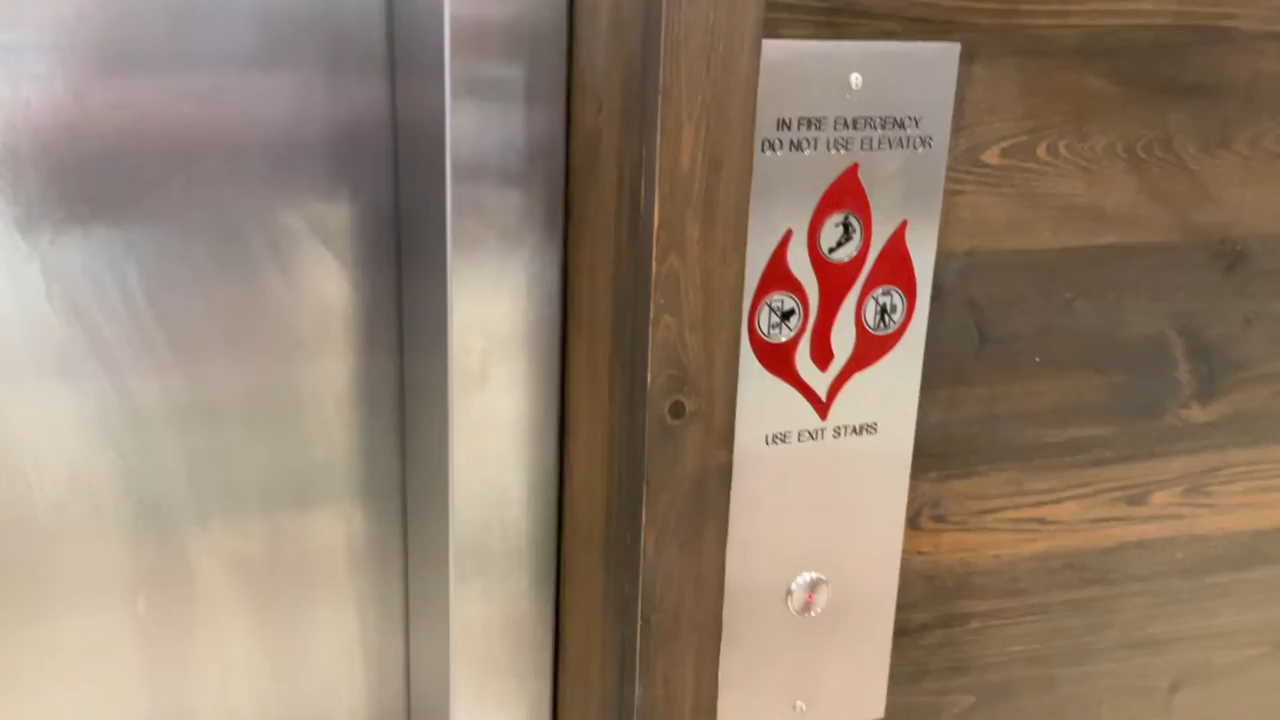 IN FIRE EMERGENCY
DO NOT USE ELEVATOR
USE EXIT STAIRS